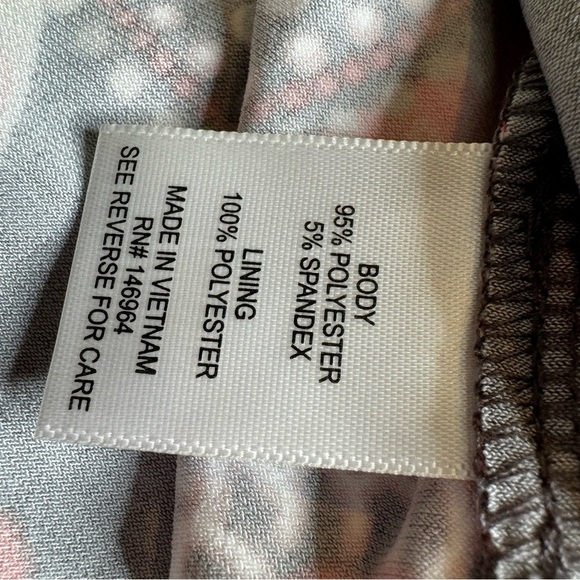 BODY
95% POLYESTER
5% SPANDEX
LINING
100% POLYESTER
MADE IN VIETNAM
RN# 146964
SEE REVERSE FOR CARE